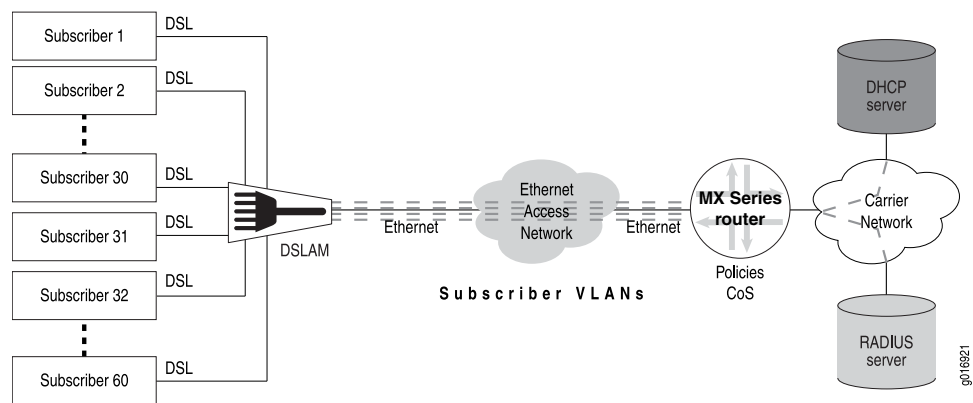 Subscriber 1
DSL
Subscriber 2
DSL
Subscriber 30
DSL
Subscriber 31
DSL
Subscriber 32
DSL
Subscriber 60
DSL
DSLAM
Ethernet
Ethernet
Access
Network
Ethernet
Subscriber VLANs
MX Series
router
Policies
CoS
DHCP
server
Carrier
Network
RADIUS
server
g016921